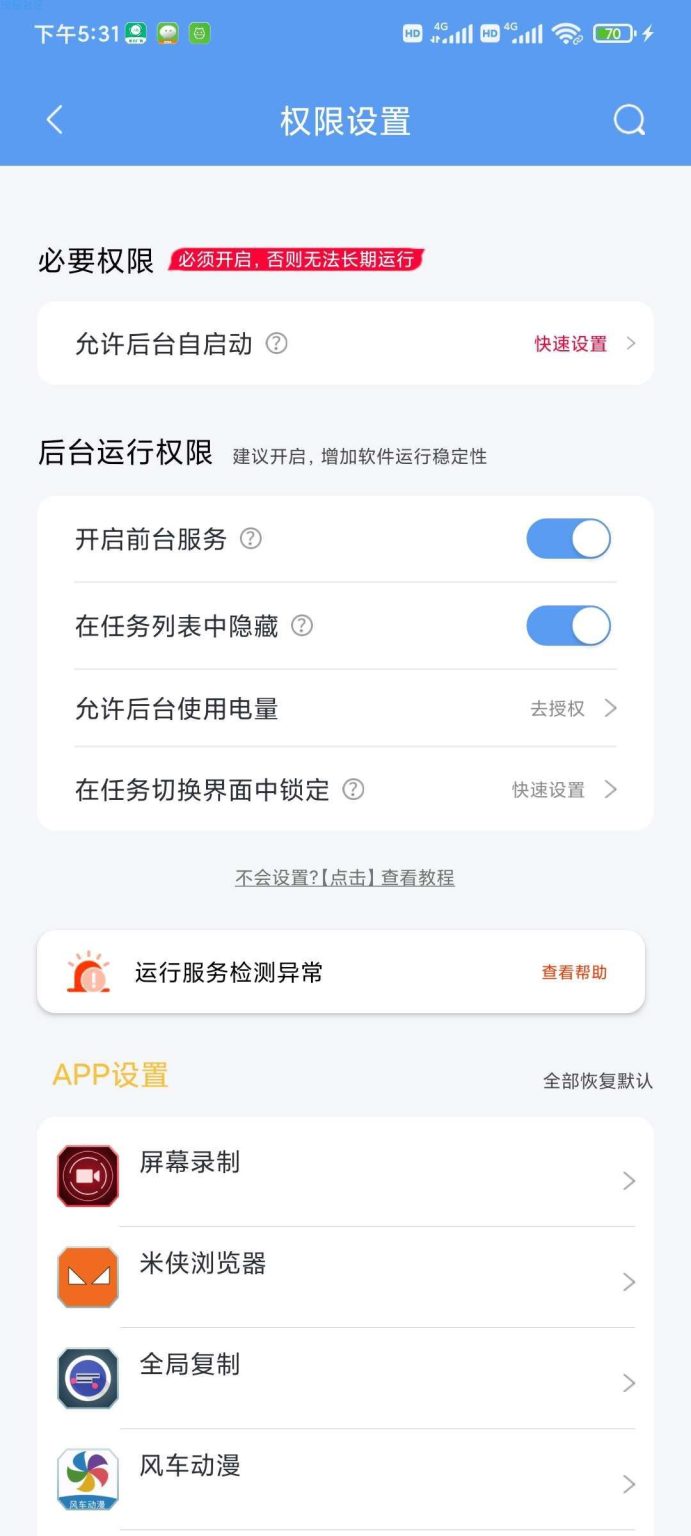 下午5:31
HD 4G HD 4G 70
权限设置
必要权限 必须开启,否则无法长期运行
允许后台自启动 ? 快速设置
后台运行权限 建议开启,增加软件运行稳定性
开启前台服务 ?
在任务列表中隐藏 ?
允许后台使用电量 去授权
在任务切换界面中锁定 ? 快速设置
不会设置?【点击】查看教程
运行服务检测异常 查看帮助
APP设置 全部恢复默认
屏幕录制
米侠浏览器
全局复制
风车动漫
风车动漫